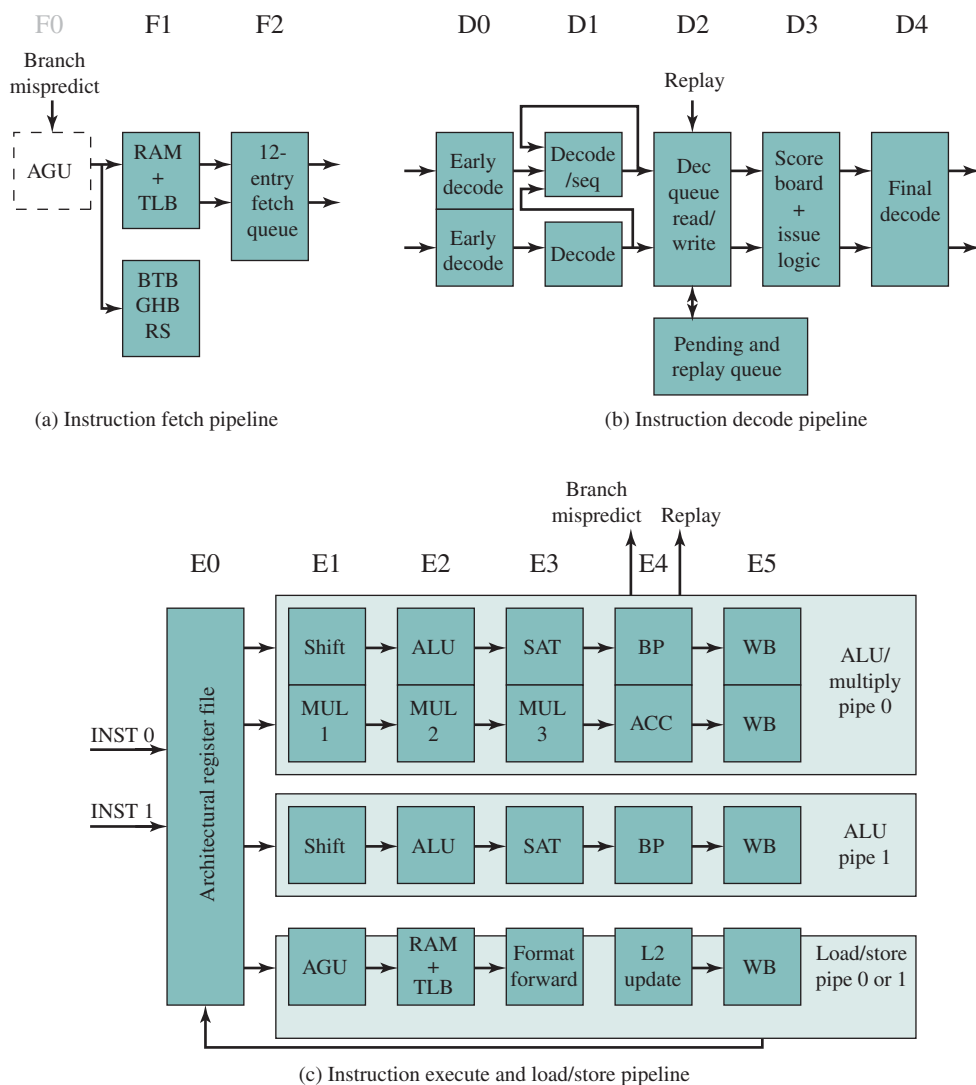 F0 F1 F2
Branch
mispredict
AGU
RAM
+
TLB
12-
entry
fetch
queue
BTB
GHB
RS
(a) Instruction fetch pipeline
D0 D1 D2 D3 D4
Replay
Early
decode
Early
decode
Decode
/seq
Decode
Dec
queue
read/
write
Score
board
+
issue
logic
Final
decode
Pending and
replay queue
(b) Instruction decode pipeline
Branch
mispredict
Replay
E0 E1 E2 E3 E4 E5
INST 0
INST 1
Architectural register file
Shift ALU SAT BP WB
MUL
1
MUL
2
MUL
3
ACC
WB
ALU/
multiply
pipe 0
Shift ALU SAT BP WB
ALU
pipe 1
AGU
RAM
+
TLB
Format
forward
L2
update
WB
Load/store
pipe 0 or 1
(c) Instruction execute and load/store pipeline